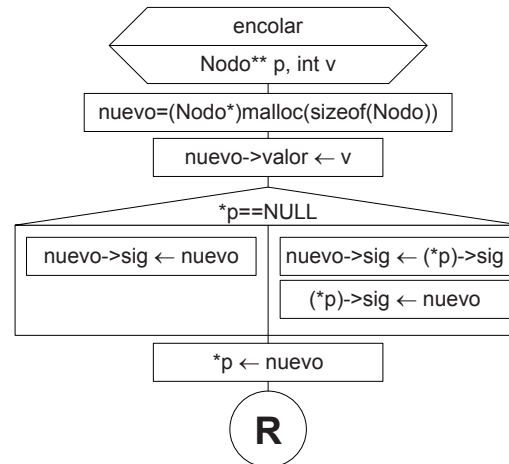 encolar
Nodo** p, int v
nuevo=(Nodo*)malloc(sizeof(Nodo))
nuevo->valor ← v
*p==NULL
nuevo->sig ← nuevo
nuevo->sig ← (*p)->sig
(*p)->sig ← nuevo
*p ← nuevo
R